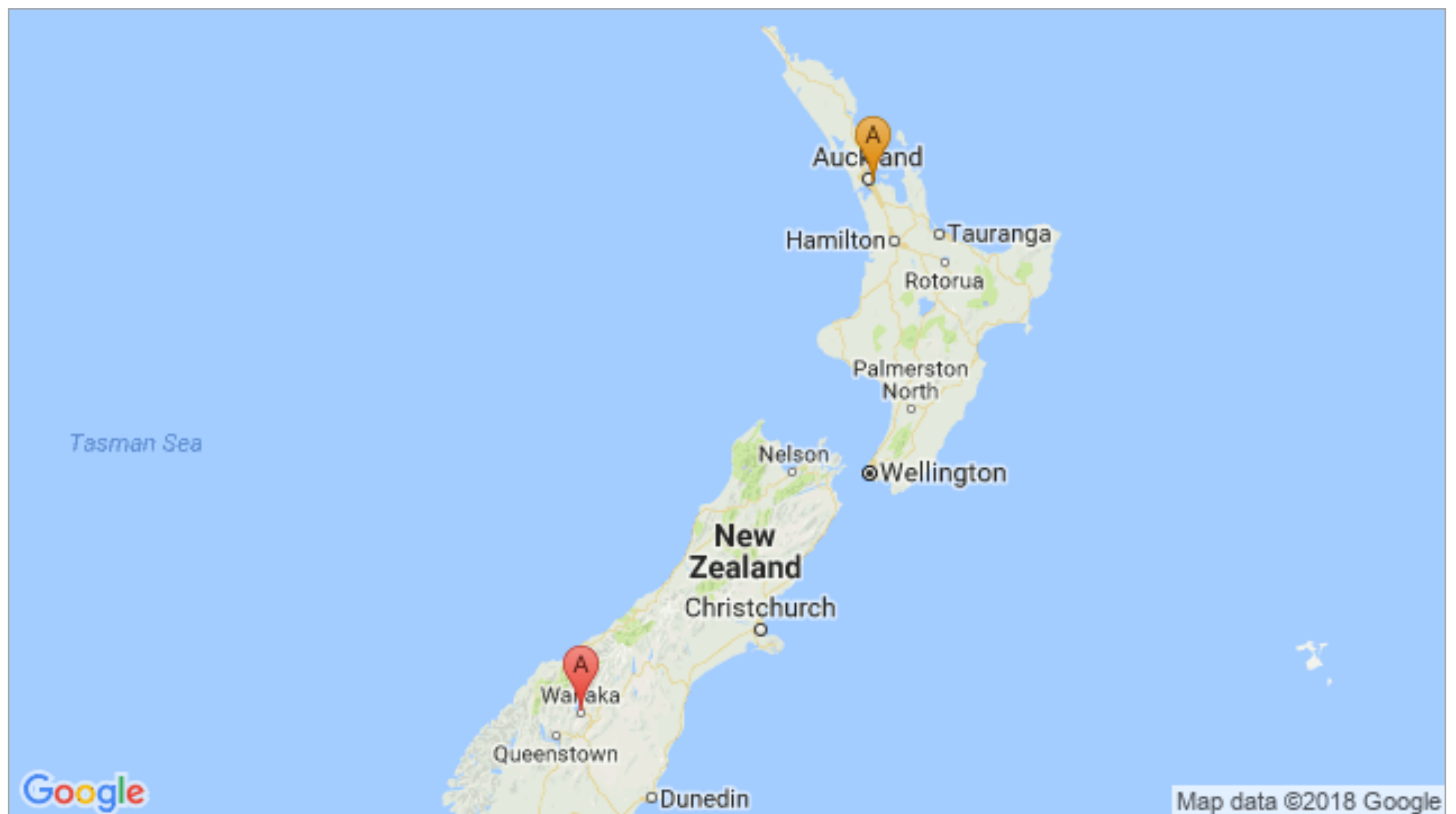 A
Auckland
Hamilton
Tauranga
Rotorua
Palmerston
North
Tasman Sea
Nelson
Wellington
New
Zealand
Christchurch
A
Wanaka
Queenstown
Dunedin
Google
Map data ©2018 Google